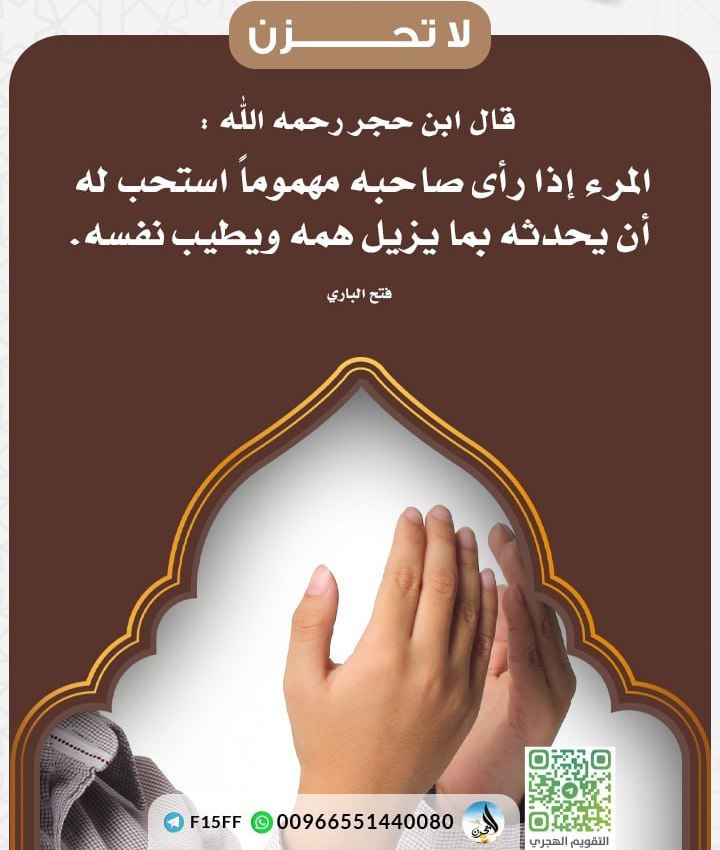 لا تحـــــزن
قال ابن حجر رحمه الله :
المرء إذا رأى صاحبه مهموماً استحب له
أن يحدثه بما يزيل همه ويطيب نفسه.
فتح الباري
F15FF 00966551440080
التقويم الهجري